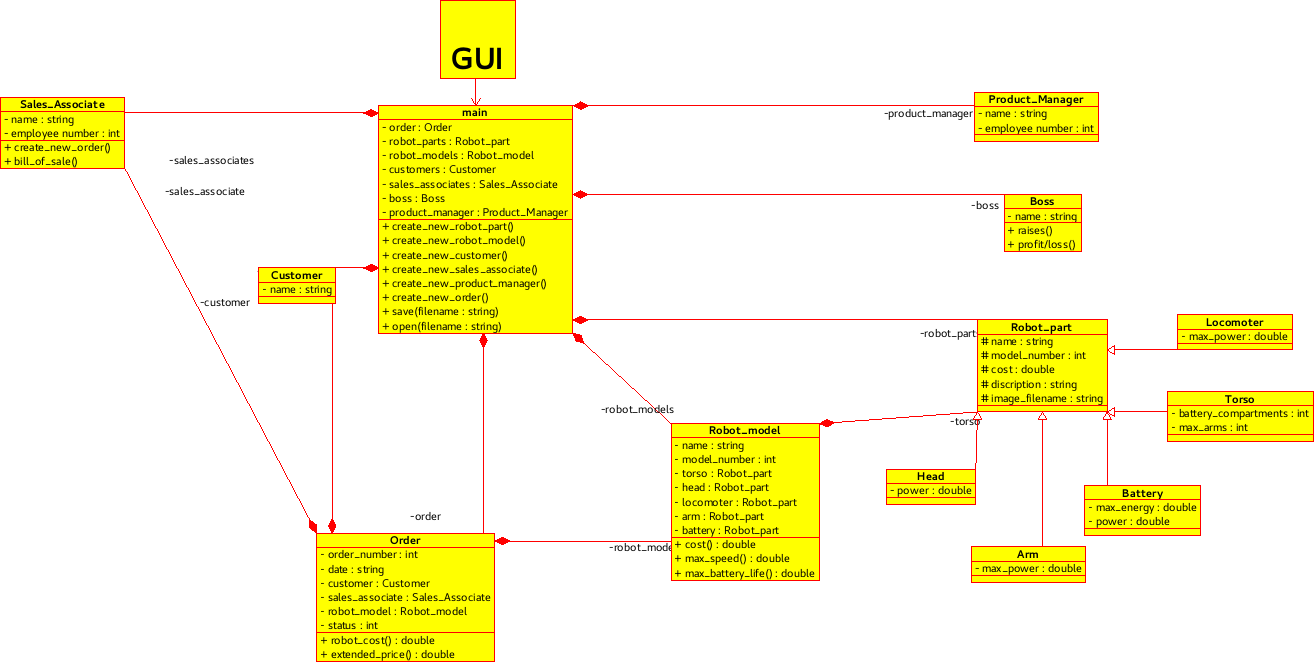 GUI
Sales_Associate
- name : string
- employee number : int
+ create_new_order()
+ bill_of_sale()
main
- order : Order
- robot_parts : Robot_part
- robot_models : Robot_model
- customers : Customer
- sales_associates : Sales_Associate
- boss : Boss
- product_manager : Product_Manager
+ create_new_robot_part()
+ create_new_robot_model()
+ create_new_customer()
+ create_new_sales_associate()
+ create_new_product_manager()
+ create_new_order()
+ save(filename : string)
+ open(filename : string)
-product_manager
Product_Manager
- name : string
- employee number : int
-sales_associates
-sales_associate
-boss
Boss
- name : string
+ raises()
+ profit/loss()
Customer
- name : string
-customer
-robot_part
Robot_part
# name : string
# model_number : int
# cost : double
# discription : string
# image_filename : string
Locomoter
- max_power : double
Torso
- battery_compartments : int
- max_arms : int
-robot_models
-torso
Robot_model
- name : string
- model_number : int
- torso : Robot_part
- head : Robot_part
- locomoter : Robot_part
- arm : Robot_part
- battery : Robot_part
+ cost() : double
+ max_speed() : double
+ max_battery_life() : double
Head
- power : double
Battery
- max_energy : double
- power : double
Arm
- max_power : double
-order
-robot_mode
Order
- order_number : int
- date : string
- customer : Customer
- sales_associate : Sales_Associate
- robot_model : Robot_model
- status : int
+ robot_cost() : double
+ extended_price() : double